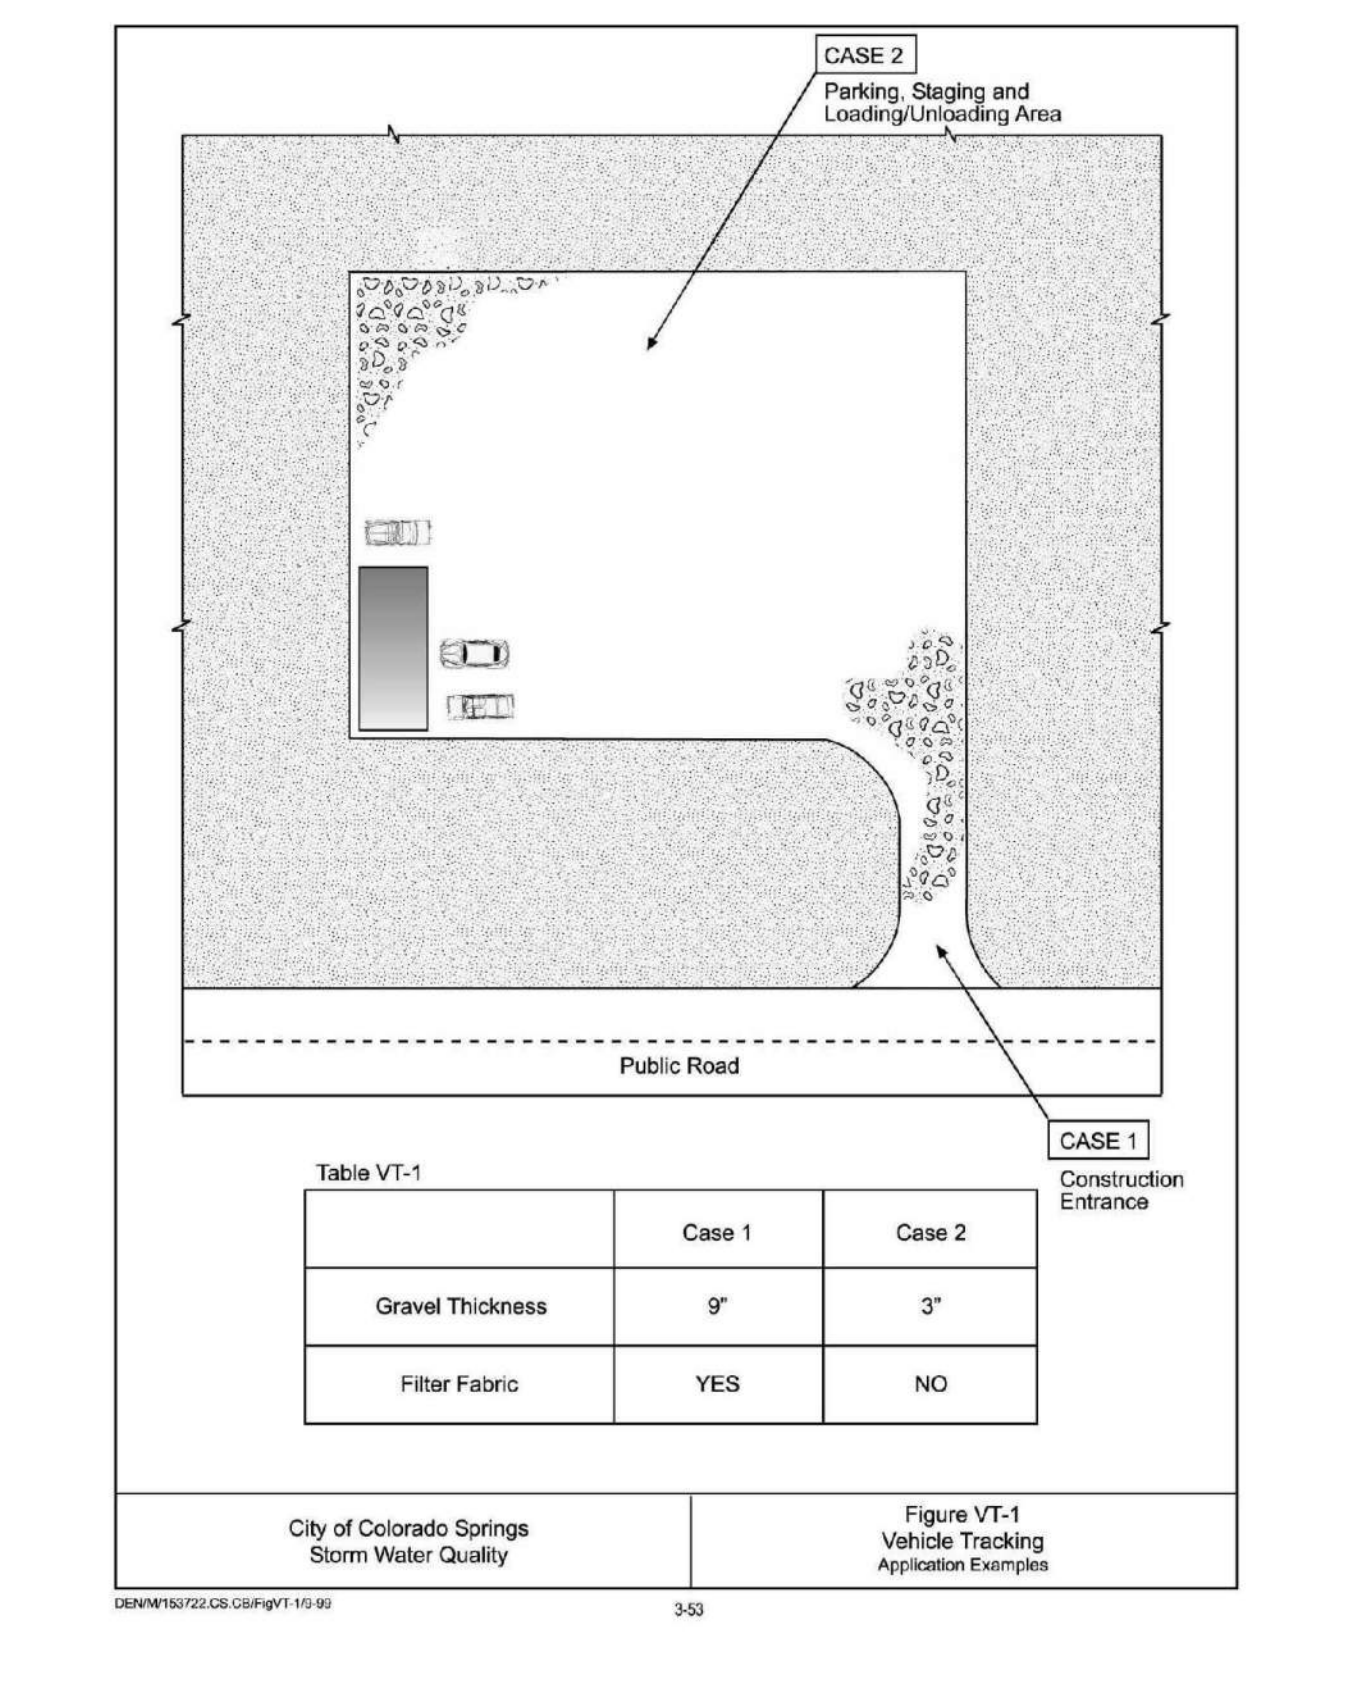 CASE 2
Parking, Staging and
Loading/Unloading Area
Public Road
CASE 1
Construction
Entrance
Table VT-1
Case 1 Case 2
Gravel Thickness 9" 3"
Filter Fabric YES NO
City of Colorado Springs
Storm Water Quality
Figure VT-1
Vehicle Tracking
Application Examples
DEN/M/153722.CS.CB/FigVT-1/9-99
3-53